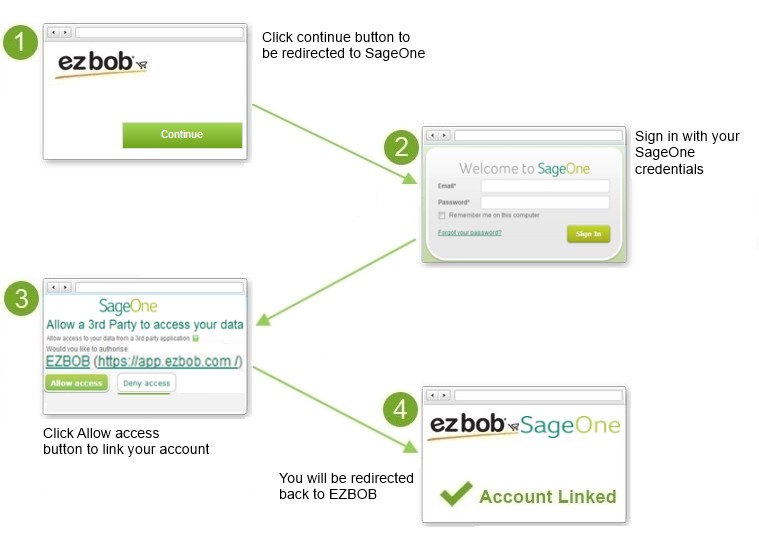 1
ezbob
Continue
Click continue button to
be redirected to SageOne
2
Welcome to SageOne
Email*
Password*
Remember me on this computer
Forgot your password?
Sign In
Sign in with your
SageOne
credentials
3
SageOne
Allow a 3rd Party to access your data
Allow access to your data from a 3rd party application ?
Would you like to authorise
EZBOB (https://app.ezbob.com /)
Allow access
Deny access
Click Allow access
button to link your account
4
ezbob SageOne
Account Linked
You will be redirected
back to EZBOB